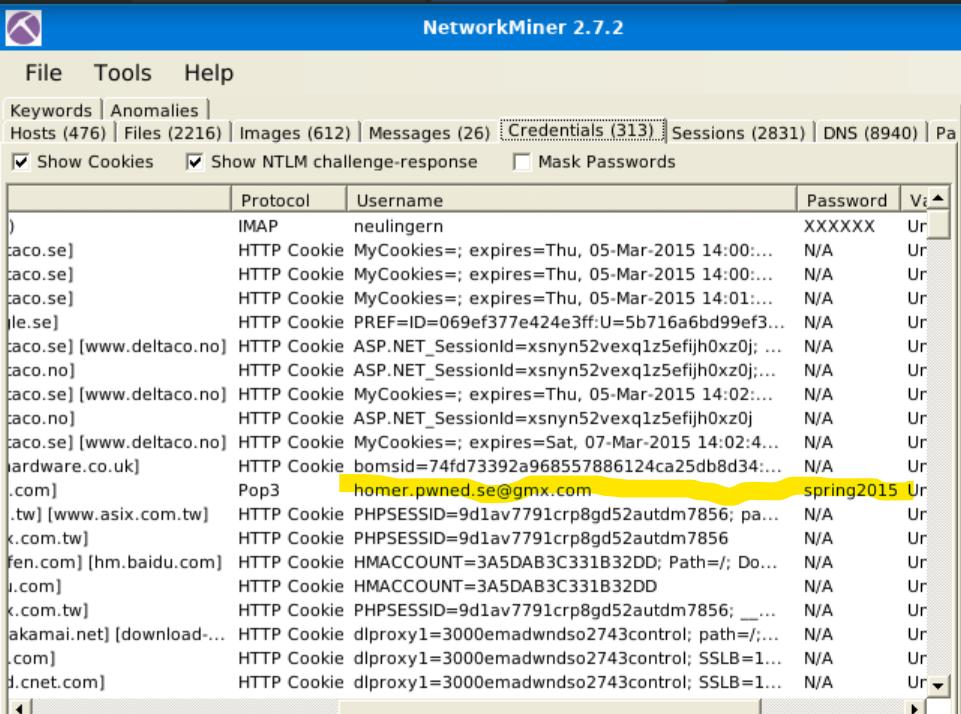 NetworkMiner 2.7.2
File Tools Help
Keywords Anomalies
Hosts (476) Files (2216) Images (612) Messages (26) Credentials (313) Sessions (2831) DNS (8940) Pa
Show Cookies Show NTLM challenge-response Mask Passwords
Protocol Username Password Va
) IMAP neulingern XXXXXX Ur
taco.se] HTTP Cookie MyCookies=; expires=Thu, 05-Mar-2015 14:00:... N/A Ur
taco.se] HTTP Cookie MyCookies=; expires=Thu, 05-Mar-2015 14:00:... N/A Ur
taco.se] HTTP Cookie MyCookies=; expires=Thu, 05-Mar-2015 14:01:... N/A Ur
gle.se] HTTP Cookie PREF=ID=069ef377e424e3ff:U=5b716a6bd99ef3... N/A Ur
taco.se] [www.deltaco.no] HTTP Cookie ASP.NET_SessionId=xsnyn52vexq1z5efijh0xz0j; ... N/A Ur
taco.no] HTTP Cookie ASP.NET_SessionId=xsnyn52vexq1z5efijh0xz0j;... N/A Ur
taco.se] [www.deltaco.no] HTTP Cookie MyCookies=; expires=Thu, 05-Mar-2015 14:02:... N/A Ur
taco.no] HTTP Cookie ASP.NET_SessionId=xsnyn52vexq1z5efijh0xz0j N/A Ur
taco.se] [www.deltaco.no] HTTP Cookie MyCookies=; expires=Sat, 07-Mar-2015 14:02:4... N/A Ur
ardware.co.uk] HTTP Cookie bomsid=74fd73392a968557886124ca25db8d34:... N/A Ur
.com] Pop3 homer.pwned.se@gmx.com spring2015 Ur
.tw] [www.asix.com.tw] HTTP Cookie PHPSESSID=9d1av7791crp8gd52autdm7856; pa... N/A Ur
x.com.tw] HTTP Cookie PHPSESSID=9d1av7791crp8gd52autdm7856 N/A Ur
fen.com] [hm.baidu.com] HTTP Cookie HMACCOUNT=3A5DAB3C331B32DD; Path=/; Do... N/A Ur
u.com] HTTP Cookie HMACCOUNT=3A5DAB3C331B32DD N/A Ur
x.com.tw] HTTP Cookie PHPSESSID=9d1av7791crp8gd52autdm7856; __... N/A Ur
akamai.net] [download-... HTTP Cookie dlproxy1=3000emadwndso2743control; path=/;... N/A Ur
.com] HTTP Cookie dlproxy1=3000emadwndso2743control; SSLB=1... N/A Ur
d.cnet.com] HTTP Cookie dlproxy1=3000emadwndso2743control; SSLB=1... N/A Ur